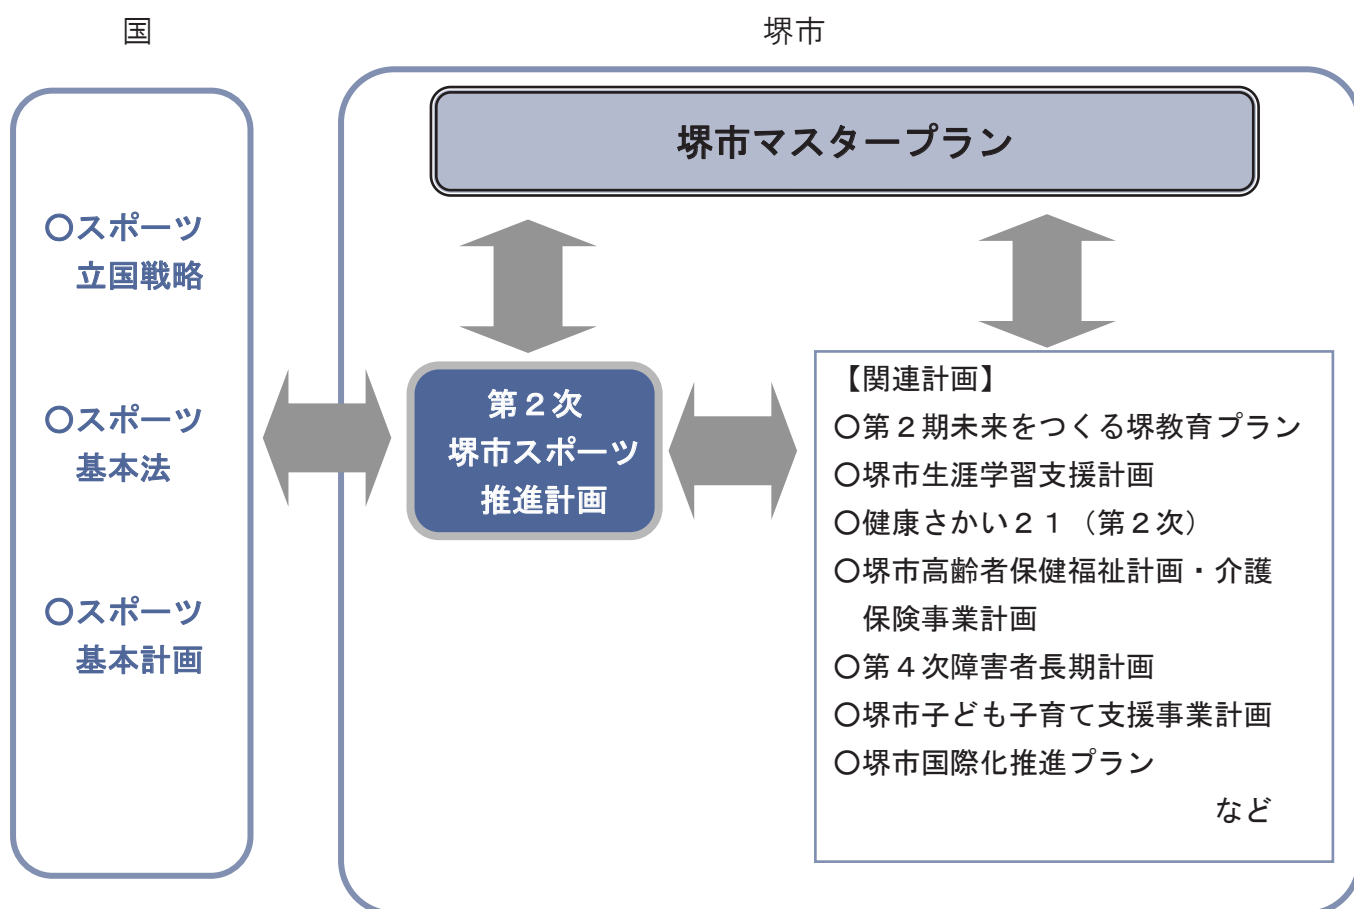 国
堺市
堺市マスタープラン
〇スポーツ
立国戦略
〇スポーツ
基本法
〇スポーツ
基本計画
第２次
堺市スポーツ
推進計画
【関連計画】
〇第２期未来をつくる堺教育プラン
〇堺市生涯学習支援計画
〇健康さかい２１（第２次）
〇堺市高齢者保健福祉計画・介護
保険事業計画
〇第４次障害者長期計画
〇堺市子ども子育て支援事業計画
〇堺市国際化推進プラン
など